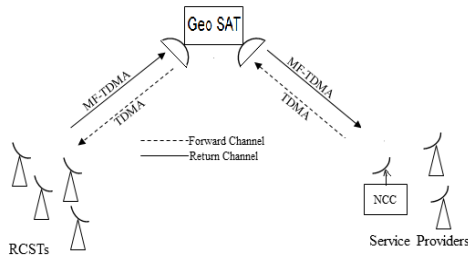 Geo SAT
MF-TDMA
TDMA
MF-TDMA
TDMA
Forward Channel
Return Channel
NCC
RCSTs
Service Providers